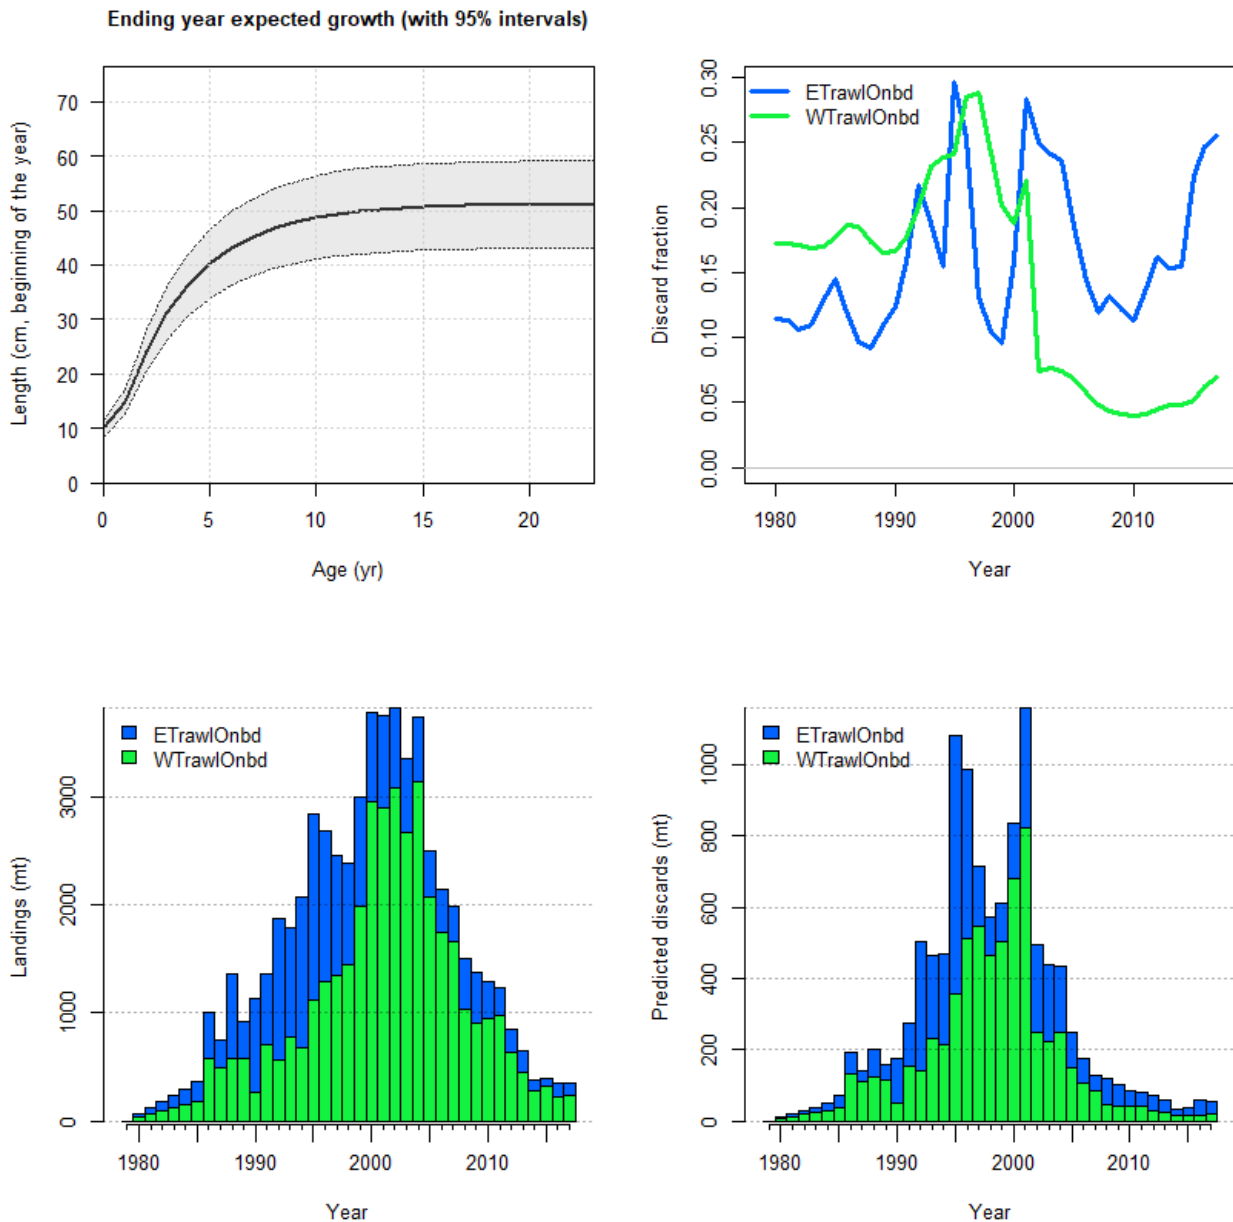 Ending year expected growth (with 95% intervals)
Length (cm, beginning of the year)
70
60
50
40
30
20
10
0
0 5 10 15 20
Age (yr)
Discard fraction
0.30
0.25
0.20
0.15
0.10
0.05
0.00
ETrawlOnbd
WTrawlOnbd
1980 1990 2000 2010
Year
Landings (mt)
3000
2000
1000
0
ETrawlOnbd
WTrawlOnbd
1980 1990 2000 2010
Year
Predicted discards (mt)
1000
800
600
400
200
0
ETrawlOnbd
WTrawlOnbd
1980 1990 2000 2010
Year